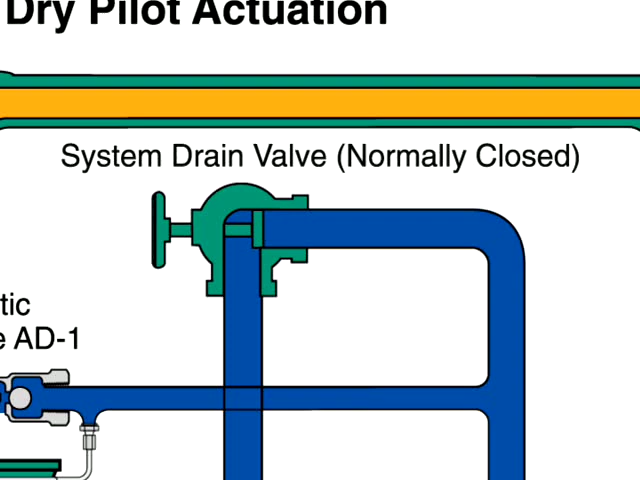 Dry Pilot Actuation
System Drain Valve (Normally Closed)
tic
e AD-1